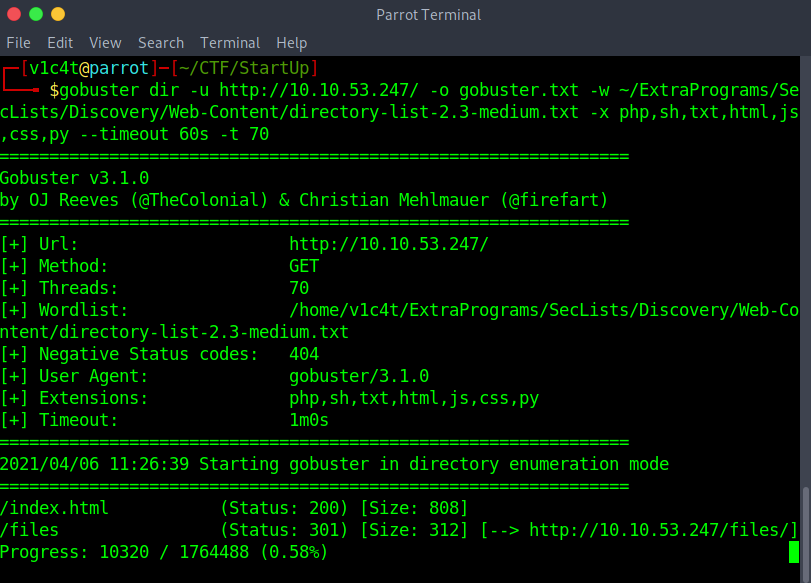 Parrot Terminal
File Edit View Search Terminal Help
┌─[v1c4t@parrot]─[~/CTF/StartUp]
└──╼ $gobuster dir -u http://10.10.53.247/ -o gobuster.txt -w ~/ExtraPrograms/Se
cLists/Discovery/Web-Content/directory-list-2.3-medium.txt -x php,sh,txt,html,js
,css,py --timeout 60s -t 70
===============================================================
Gobuster v3.1.0
by OJ Reeves (@TheColonial) & Christian Mehlmauer (@firefart)
===============================================================
[+] Url:                     http://10.10.53.247/
[+] Method:                  GET
[+] Threads:                 70
[+] Wordlist:                /home/v1c4t/ExtraPrograms/SecLists/Discovery/Web-Co
ntent/directory-list-2.3-medium.txt
[+] Negative Status codes:   404
[+] User Agent:              gobuster/3.1.0
[+] Extensions:              php,sh,txt,html,js,css,py
[+] Timeout:                 1m0s
===============================================================
2021/04/06 11:26:39 Starting gobuster in directory enumeration mode
===============================================================
/index.html           (Status: 200) [Size: 808]
/files                (Status: 301) [Size: 312] [--> http://10.10.53.247/files/]
Progress: 10320 / 1764488 (0.58%)